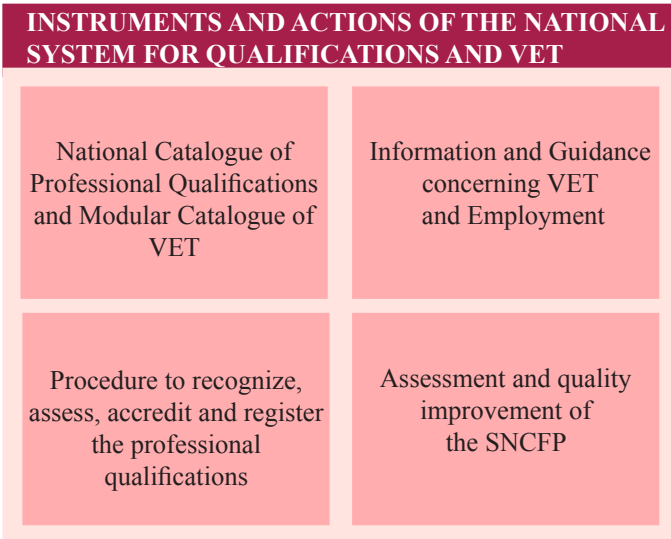 INSTRUMENTS AND ACTIONS OF THE NATIONAL
SYSTEM FOR QUALIFICATIONS AND VET
National Catalogue of
Professional Qualifications
and Modular Catalogue of
VET
Information and Guidance
concerning VET
and Employment
Procedure to recognize,
assess, accredit and register
the professional
qualifications
Assessment and quality
improvement of
the SNCFP